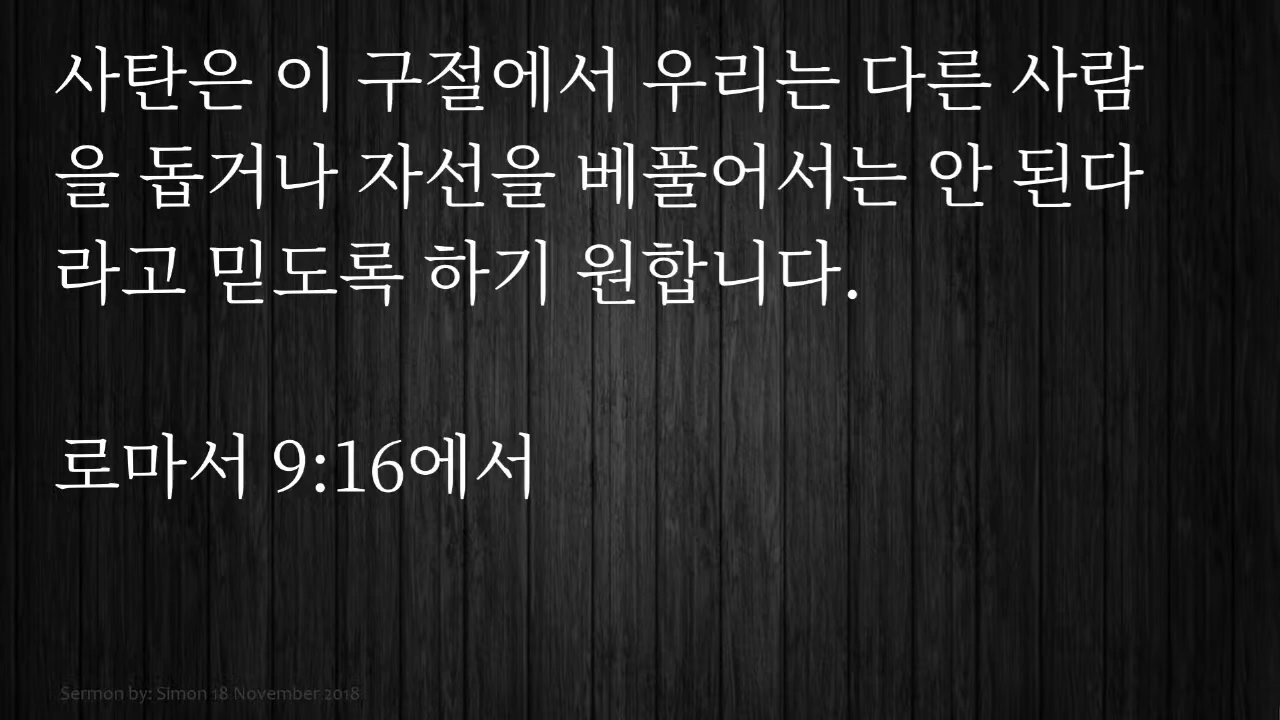 사탄은 이 구절에서 우리는 다른 사람
을 돕거나 자선을 베풀어서는 안 된다
라고 믿도록 하기 원합니다.
로마서 9:16에서
Sermon by: Simon 18 November 2018